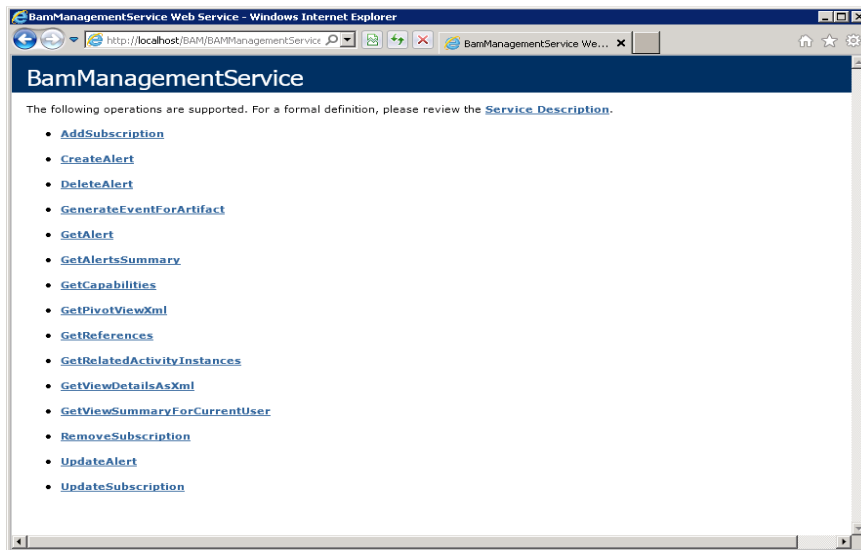 BamManagementService Web Service - Windows Internet Explorer
http://localhost/BAM/BAMManagementService
BamManagementService We...
BamManagementService
The following operations are supported. For a formal definition, please review the Service Description.
AddSubscription
CreateAlert
DeleteAlert
GenerateEventForArtifact
GetAlert
GetAlertsSummary
GetCapabilities
GetPivotViewXml
GetReferences
GetRelatedActivityInstances
GetViewDetailsAsXml
GetViewSummaryForCurrentUser
RemoveSubscription
UpdateAlert
UpdateSubscription